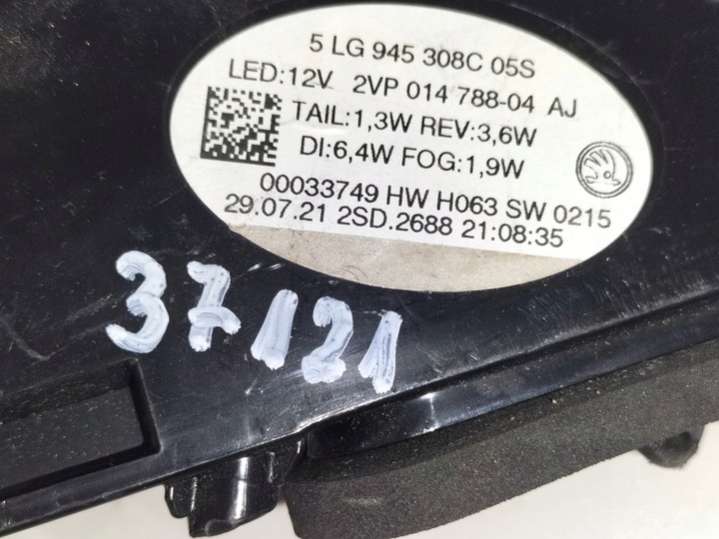 5 LG 945 308C 05S
LED:12V 2VP 014 788-04 AJ
TAIL:1,3W REV:3,6W
DI:6,4W FOG:1,9W
00033749 HW H063 SW 0215
29.07.21 2SD.2688 21:08:35
37121